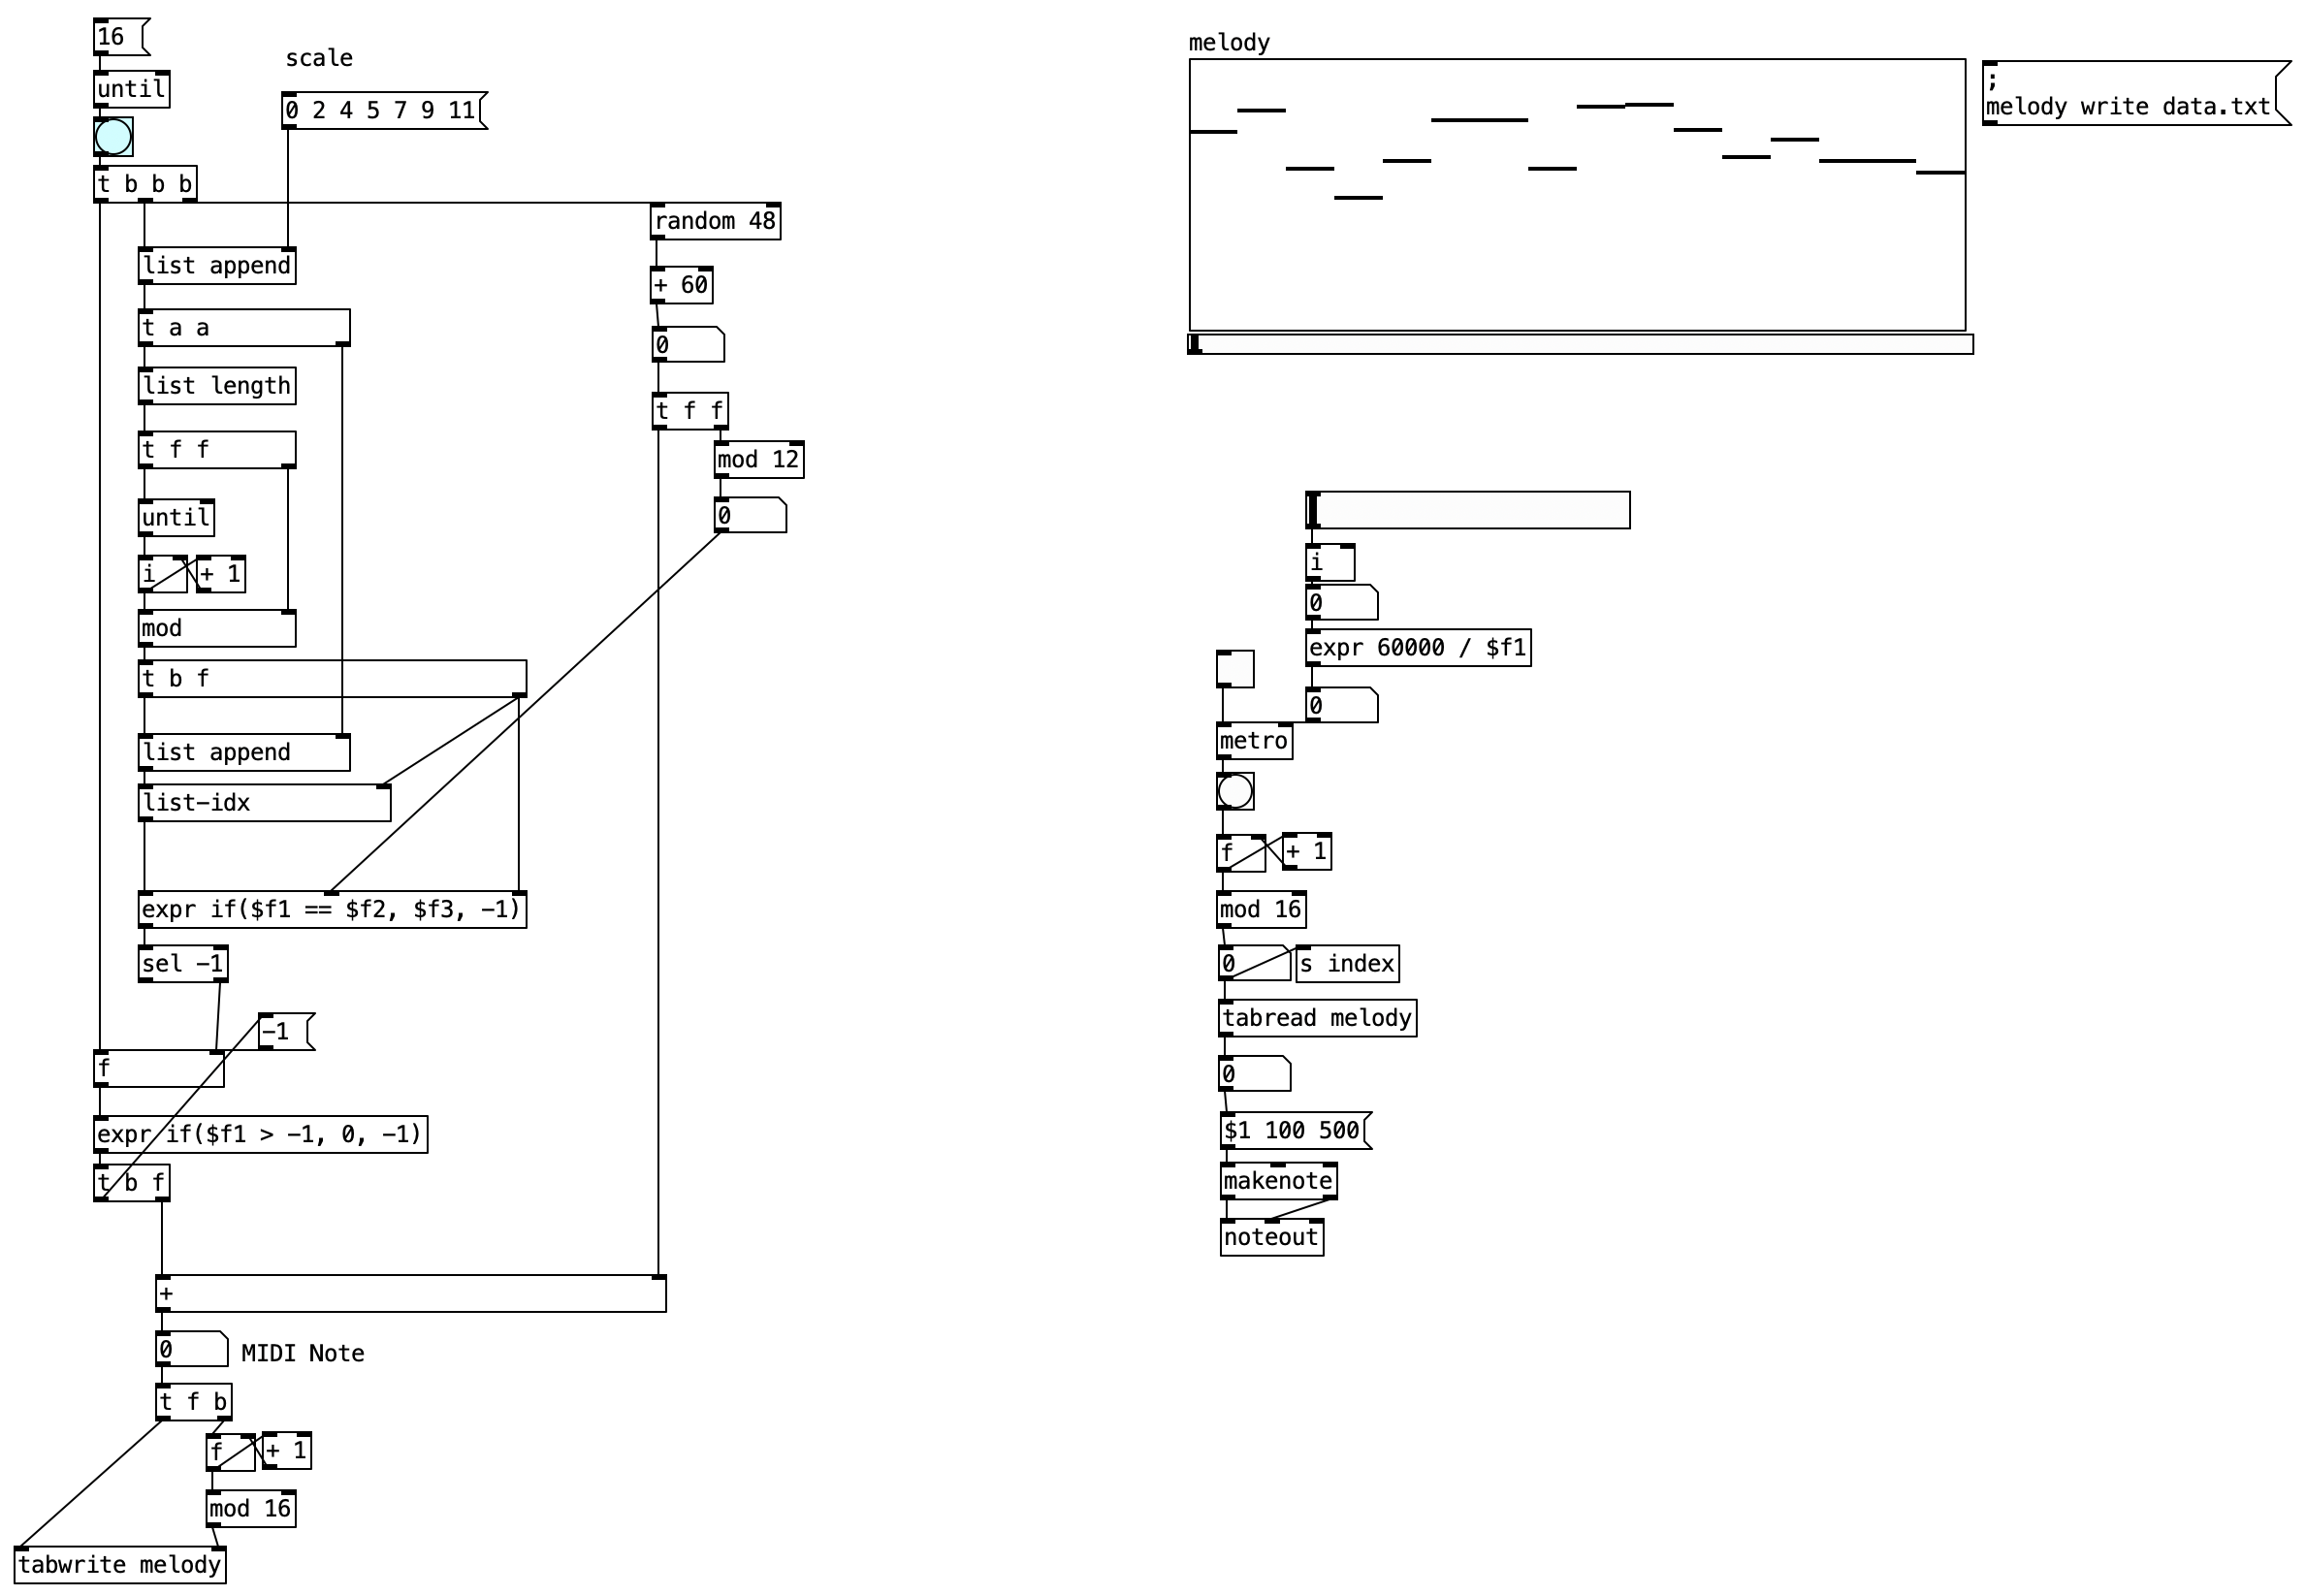 16
until
t b b b
scale
0 2 4 5 7 9 11
list append
t a a
list length
t f f
until
i
+ 1
mod
t b f
list append
list-idx
expr if($f1 == $f2, $f3, -1)
sel -1
-1
f
expr if($f1 > -1, 0, -1)
t b f
+
0
MIDI Note
t f b
f
+ 1
mod 16
tabwrite melody
random 48
+ 60
0
t f f
mod 12
0
melody
;
melody write data.txt
i
0
expr 60000 / $f1
0
metro
f
+ 1
mod 16
0
s index
tabread melody
0
$1 100 500
makenote
noteout